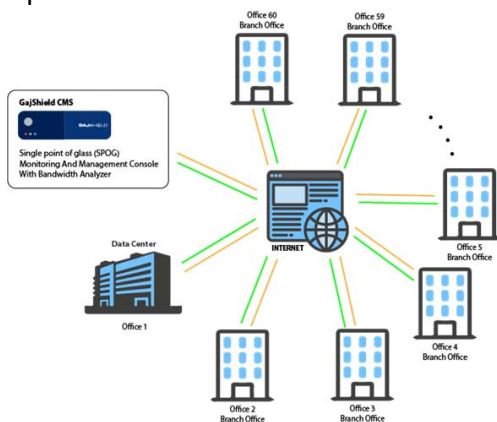 Office 60
Branch Office
Office 59
Branch Office
GajShield CMS
GAJSHIELD
Single point of glass (SPOG)
Monitoring And Management Console
With Bandwidth Analyzer
Office 5
Branch Office
INTERNET
Data Center
Office 1
Office 4
Branch Office
Office 2
Branch Office
Office 3
Branch Office